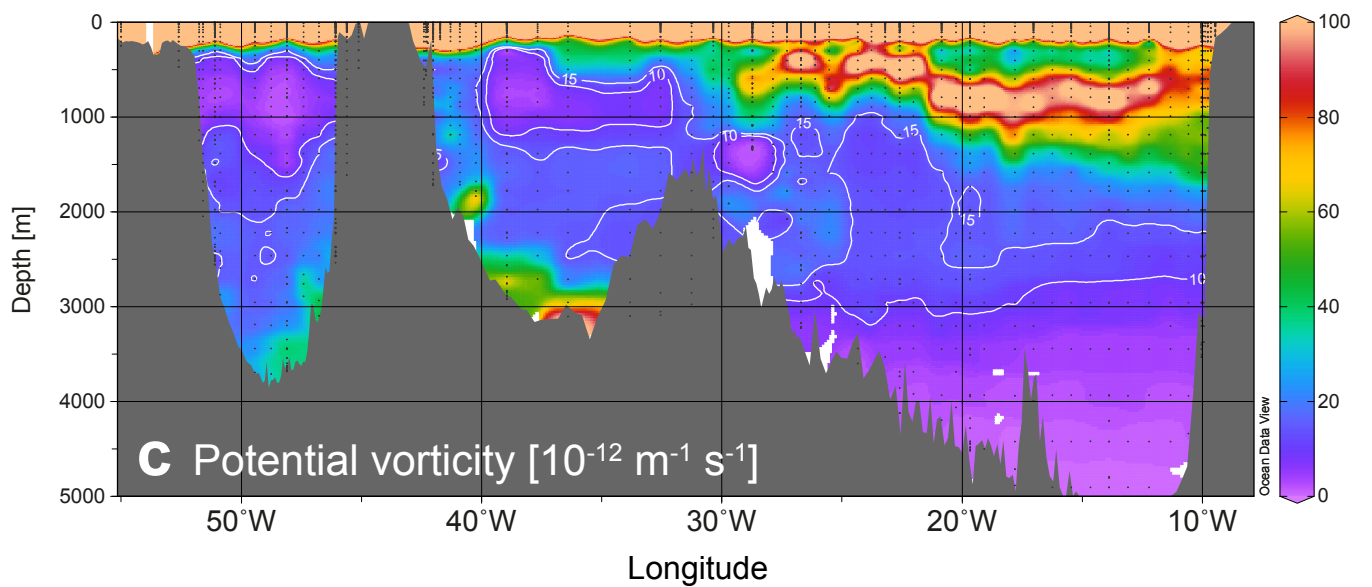 0
1000
2000
3000
4000
5000
Depth [m]
15
10
15
10
15
15
10
5
C Potential vorticity [10⁻¹² m⁻¹ s⁻¹]
50°W
40°W
30°W
20°W
10°W
Longitude
Ocean Data View
100
80
60
40
20
0